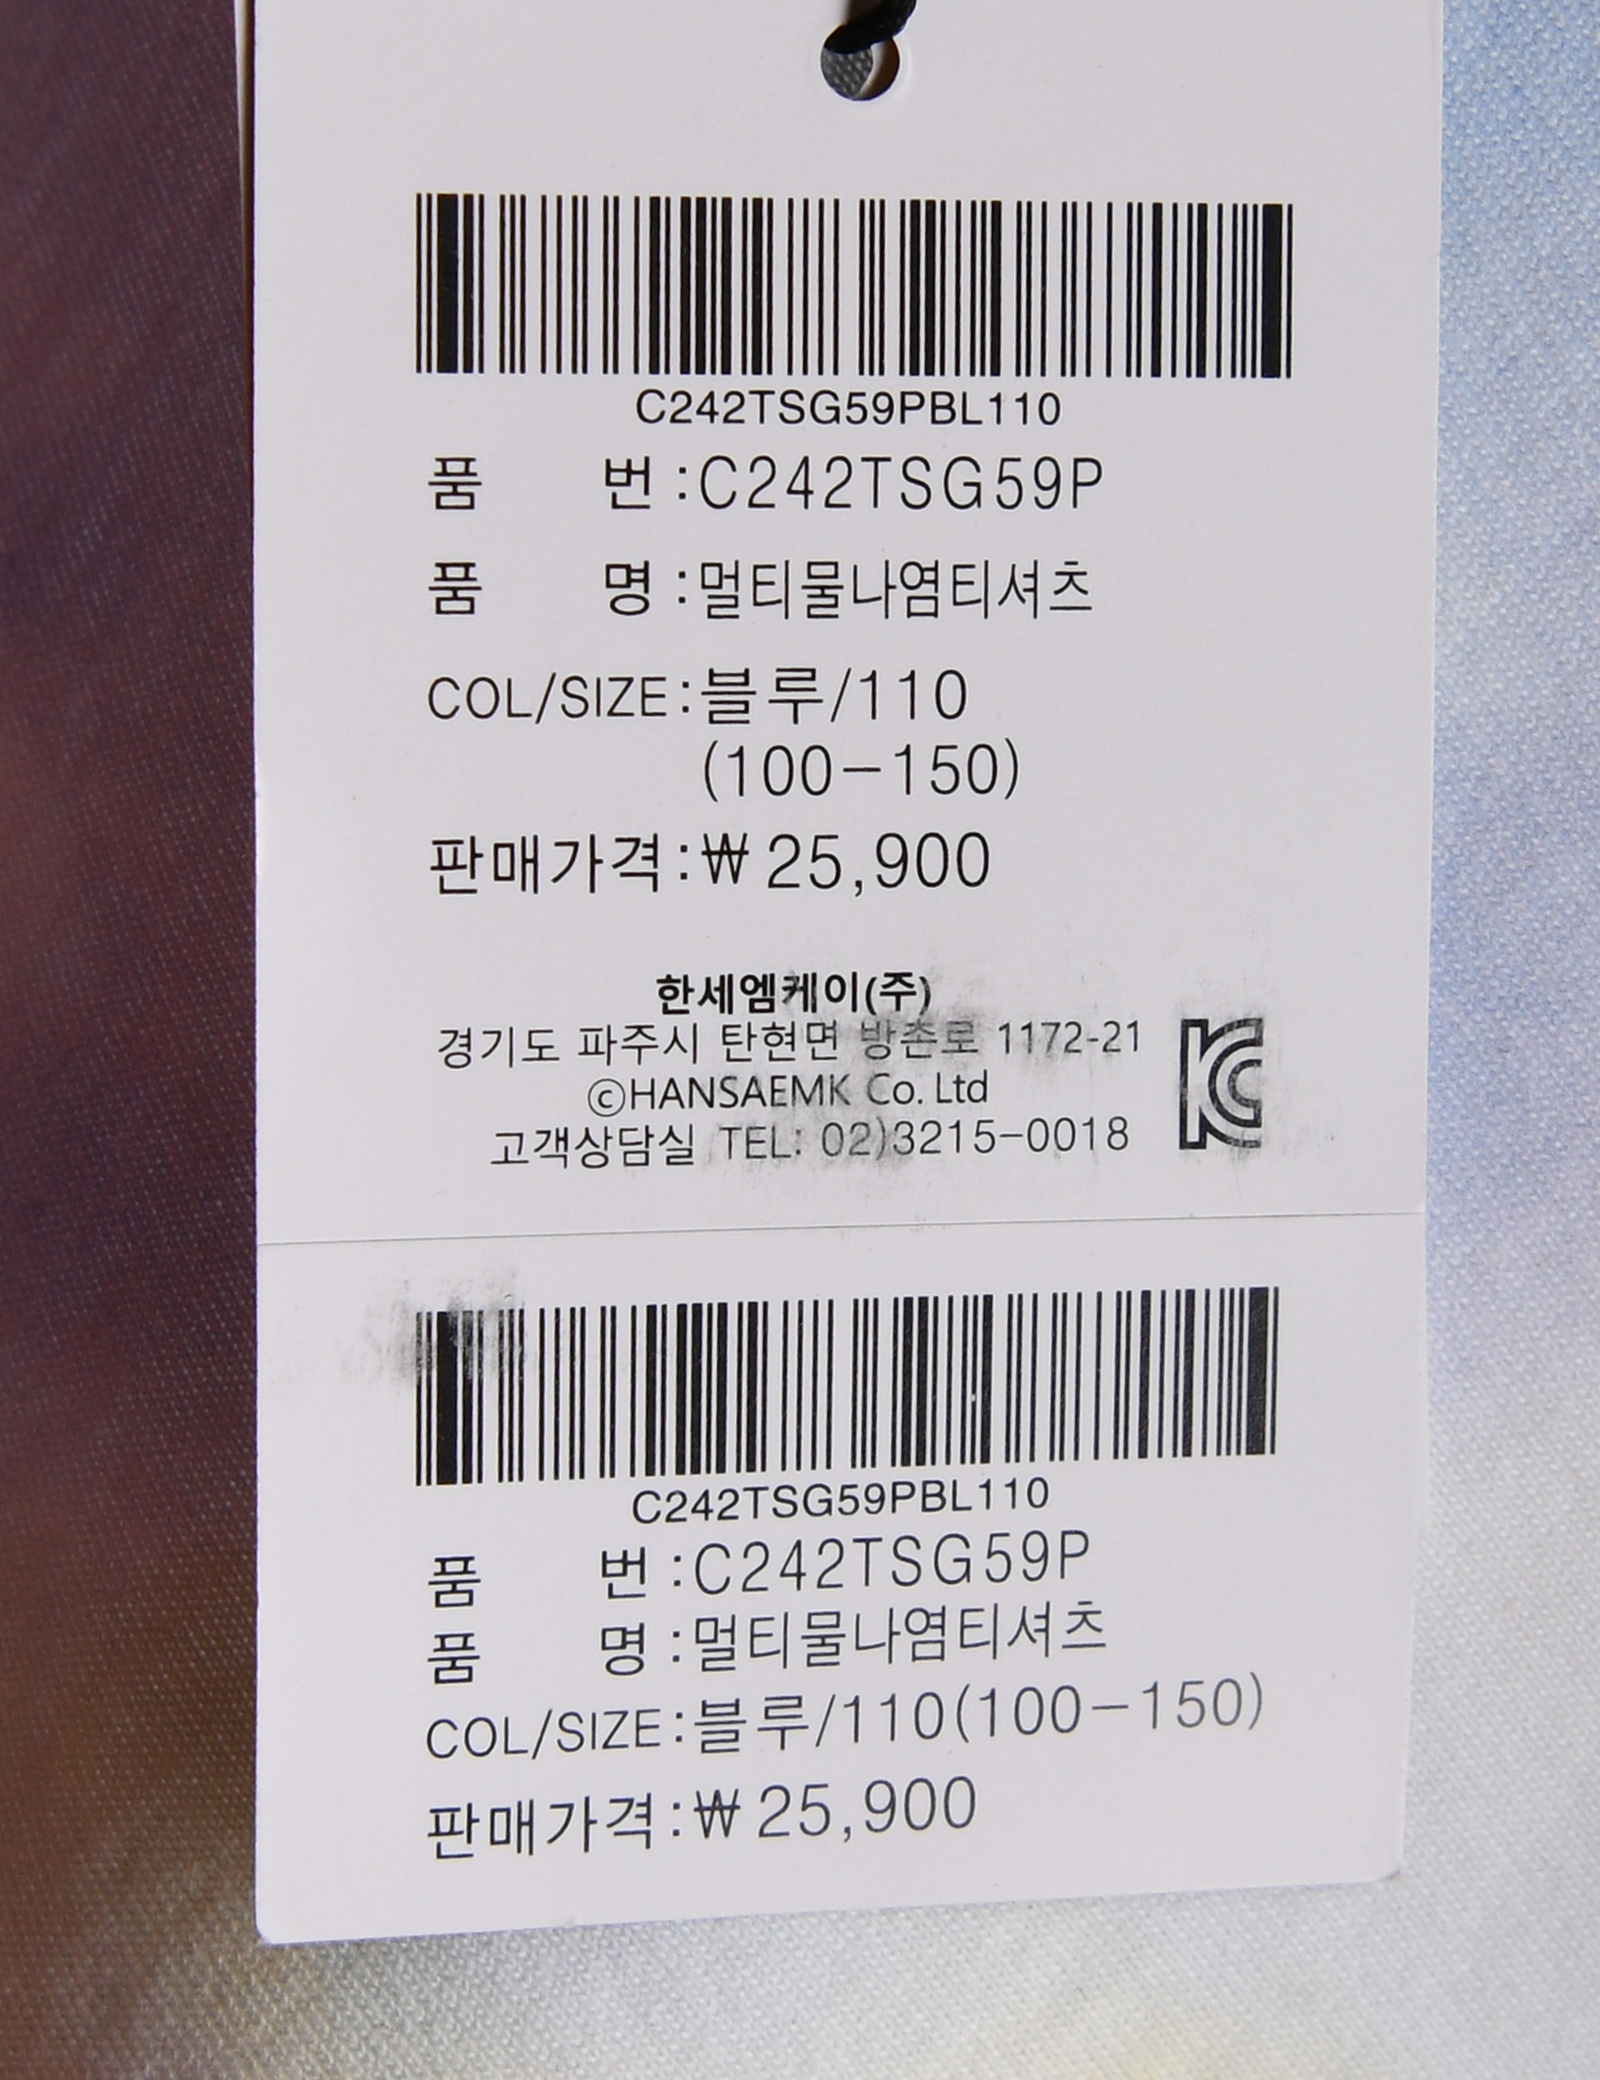 C242TSG59PBL110
품 번 :C242TSG59P
품 명 :멀티물나염티셔츠
COL/SIZE:블루/110
(100-150)
판매가격:₩25,900
한세엠케이(주)
경기도 파주시 탄현면 방촌로 1172-21
ⓒHANSAEMK Co. Ltd
고객상담실 TEL: 02)3215-0018
KC
C242TSG59PBL110
품 번 :C242TSG59P
품 명 :멀티물나염티셔츠
COL/SIZE:블루/110(100-150)
판매가격:₩25,900